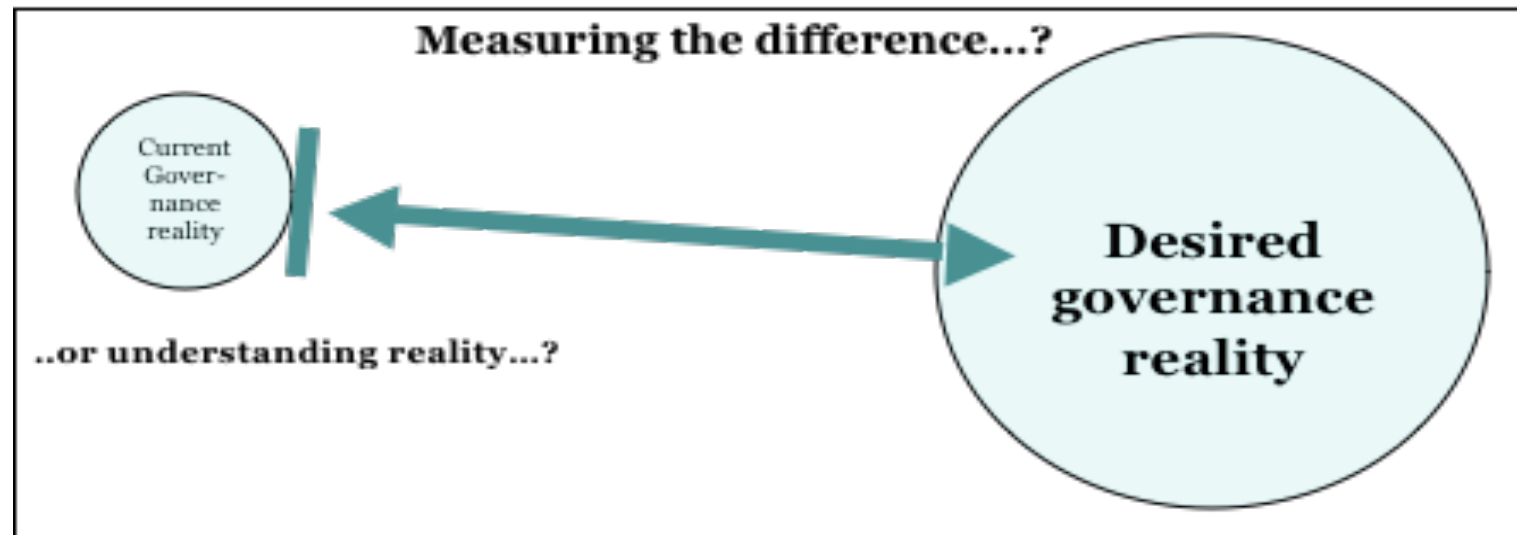 Measuring the difference...?
Current
Gover-
nance
reality
Desired
governance
reality
..or understanding reality...?